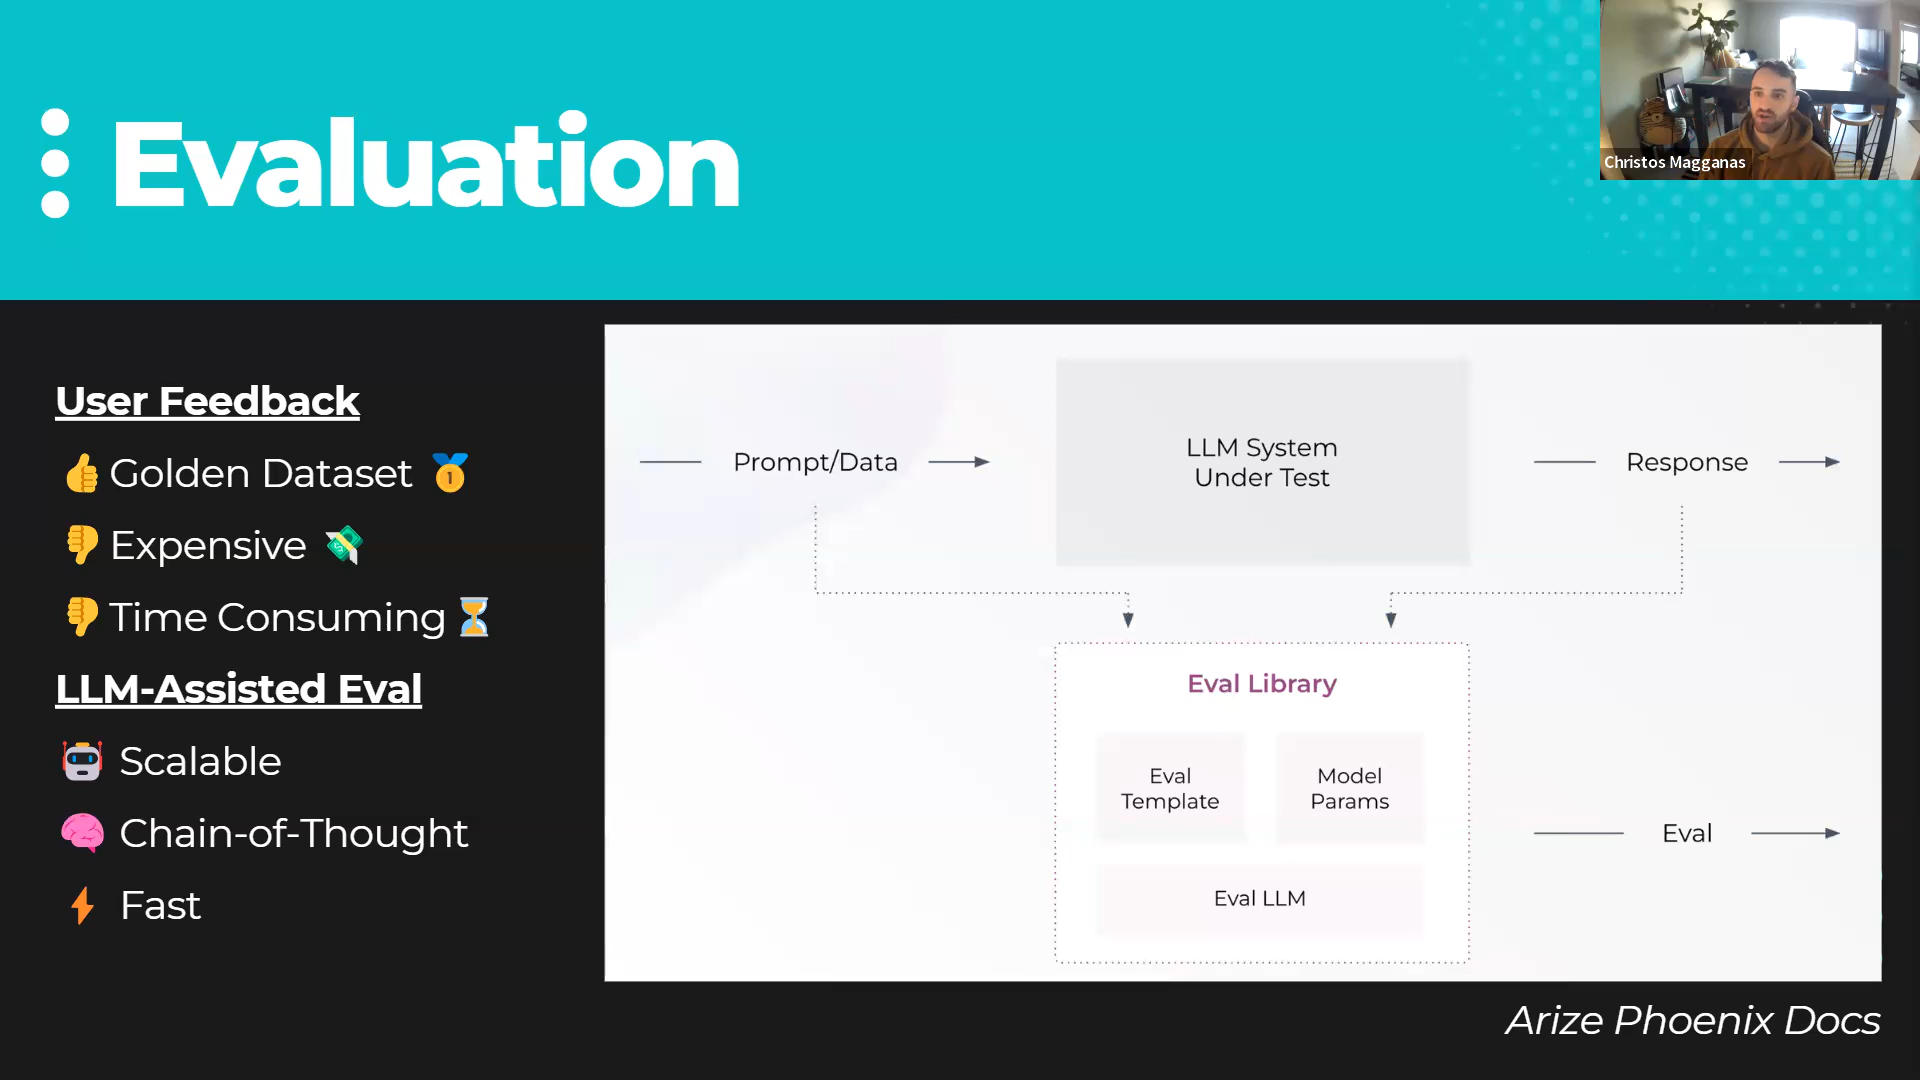 Evaluation
Christos Magganas
User Feedback
👍 Golden Dataset 🥇
👎 Expensive 💸
👎 Time Consuming ⏳
LLM-Assisted Eval
🤖 Scalable
🧠 Chain-of-Thought
⚡ Fast
Prompt/Data
LLM System
Under Test
Response
Eval Library
Eval
Template
Model
Params
Eval LLM
Eval
Arize Phoenix Docs